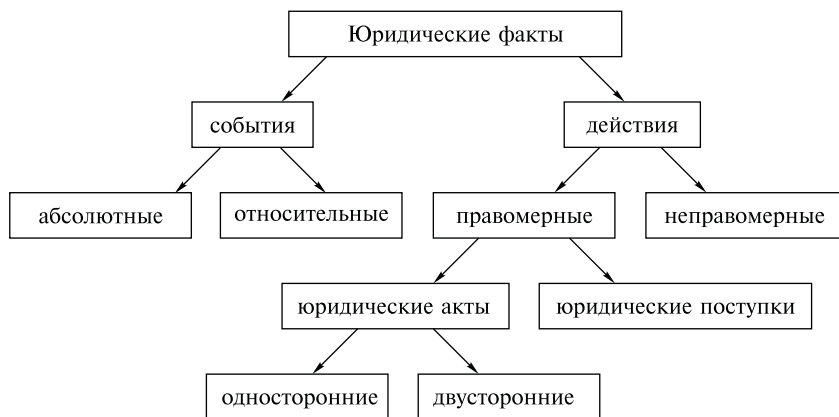 Юридические факты
события
действия
абсолютные
относительные
правомерные
неправомерные
юридические акты
юридические поступки
односторонние
двусторонние